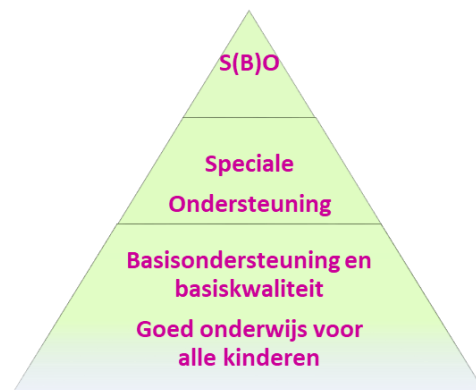 S(B)O
Speciale
Ondersteuning
Basisondersteuning en
basiskwaliteit
Goed onderwijs voor
alle kinderen